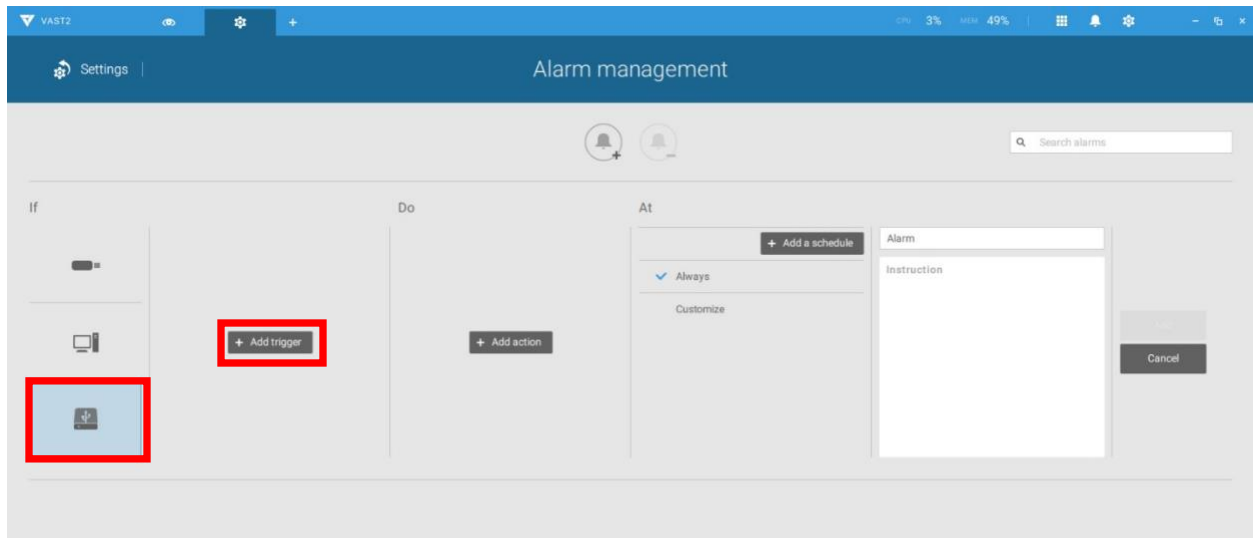 VAST2
+
CPU 3% MEM 49%
Settings
Alarm management
Search alarms
If
Do
At
+ Add a schedule
Alarm
Always
Instruction
Customize
+ Add trigger
+ Add action
Cancel